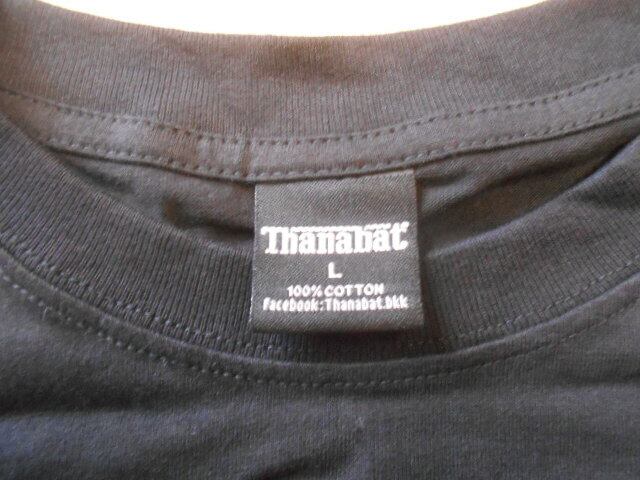 Thanabat
L
100% COTTON
Facebook:Thanabat.bkk